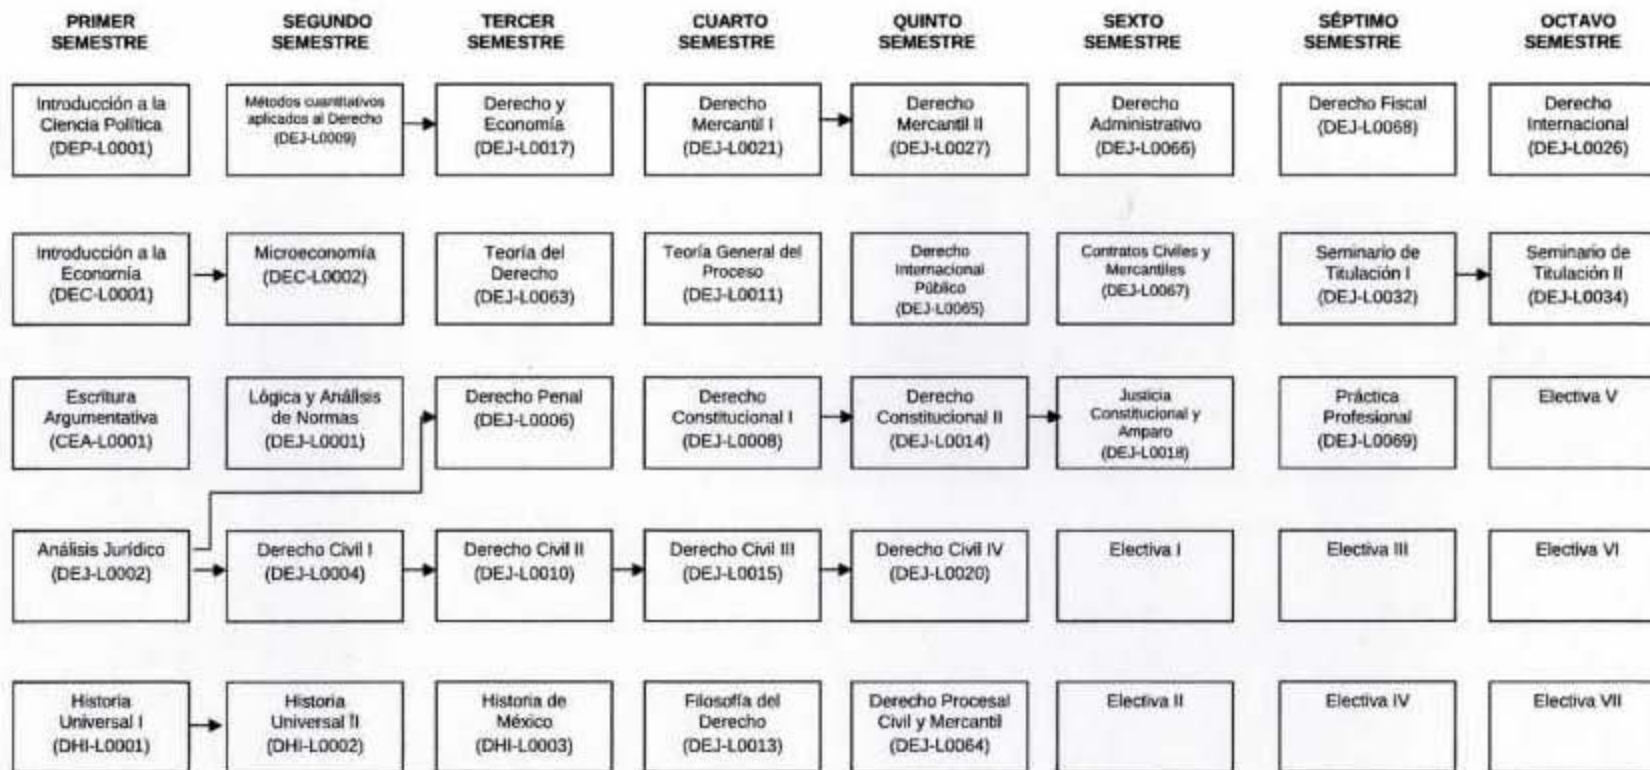 PRIMER
SEMESTRE
SEGUNDO
SEMESTRE
TERCER
SEMESTRE
CUARTO
SEMESTRE
QUINTO
SEMESTRE
SEXTO
SEMESTRE
SÉPTIMO
SEMESTRE
OCTAVO
SEMESTRE
Introducción a la
Ciencia Política
(DEP-L0001)
Métodos cuantitativos
aplicados al Derecho
(DEJ-L0009)
Derecho y
Economía
(DEJ-L0017)
Derecho
Mercantil I
(DEJ-L0021)
Derecho
Mercantil II
(DEJ-L0027)
Derecho
Administrativo
(DEJ-L0066)
Derecho Fiscal
(DEJ-L0068)
Derecho
Internacional
(DEJ-L0026)
Introducción a la
Economía
(DEC-L0001)
Microeconomía
(DEC-L0002)
Teoría del
Derecho
(DEJ-L0063)
Teoría General del
Proceso
(DEJ-L0011)
Derecho
Internacional
Público
(DEJ-L0065)
Contratos Civiles y
Mercantiles
(DEJ-L0067)
Seminario de
Titulación I
(DEJ-L0032)
Seminario de
Titulación II
(DEJ-L0034)
Escritura
Argumentativa
(CEA-L0001)
Lógica y Análisis
de Normas
(DEJ-L0001)
Derecho Penal
(DEJ-L0006)
Derecho
Constitucional I
(DEJ-L0008)
Derecho
Constitucional II
(DEJ-L0014)
Justicia
Constitucional y
Amparo
(DEJ-L0018)
Práctica
Profesional
(DEJ-L0069)
Electiva V
Análisis Jurídico
(DEJ-L0002)
Derecho Civil I
(DEJ-L0004)
Derecho Civil II
(DEJ-L0010)
Derecho Civil III
(DEJ-L0015)
Derecho Civil IV
(DEJ-L0020)
Electiva I
Electiva III
Electiva VI
Historia
Universal I
(DHI-L0001)
Historia
Universal II
(DHI-L0002)
Historia de
México
(DHI-L0003)
Filosofía del
Derecho
(DEJ-L0013)
Derecho Procesal
Civil y Mercantil
(DEJ-L0064)
Electiva II
Electiva IV
Electiva VII